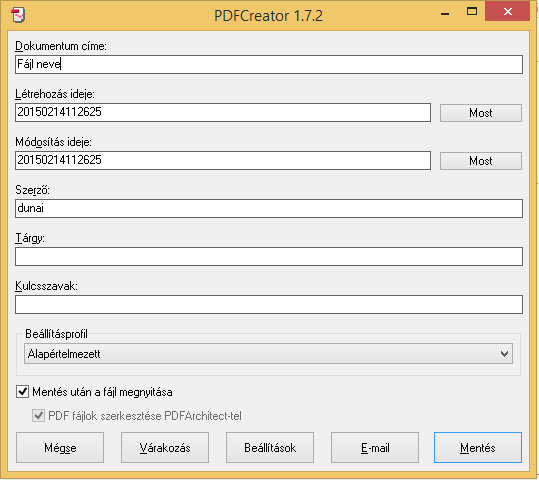 PDFCreator 1.7.2
Dokumentum címe:
Fájl neve
Létrehozás ideje:
20150214112625
Most
Módosítás ideje:
20150214112625
Most
Szerző:
dunai
Tárgy:
Kulcsszavak:
Beállításprofil
Alapértelmezett
Mentés után a fájl megnyitása
PDF fájlok szerkesztése PDFArchitect-tel
Mégse Várakozás Beállítások E-mail Mentés